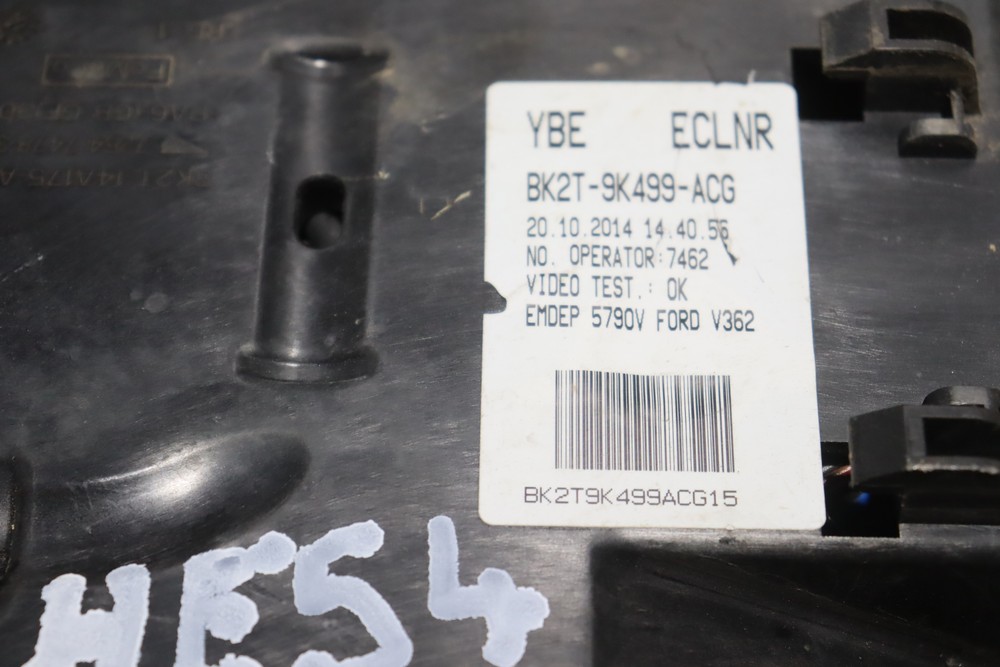 YBE ECLNR
BK2T-9K499-ACG
20.10.2014 14.40.56
NO. OPERATOR:7462
VIDEO TEST.: OK
EMDEP 5790V FORD V362
BK2T9K499ACG15
HE54